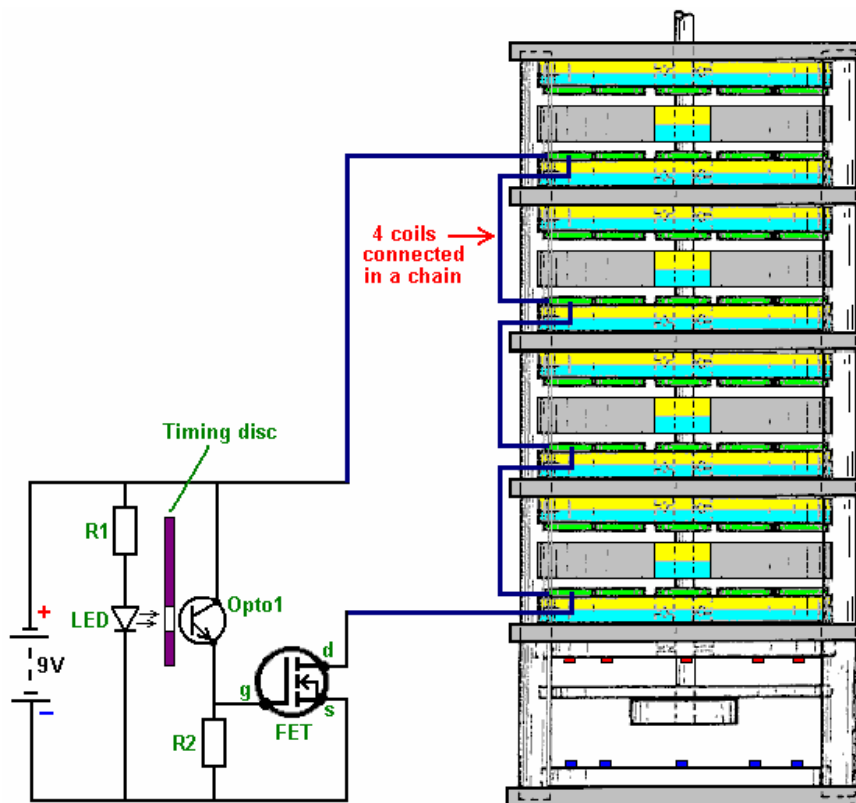 4 coils
connected
in a chain
Timing disc
R1
LED
Opto1
+
9V
−
g
d
s
FET
R2